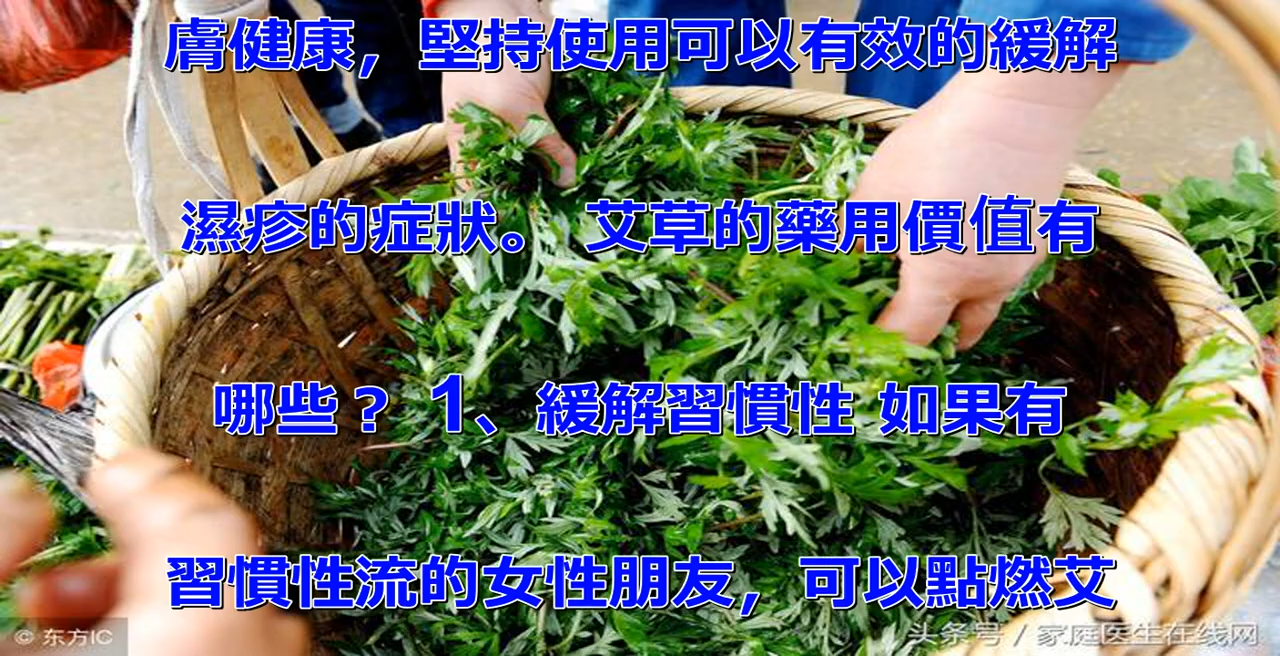 膚健康，堅持使用可以有效的緩解
濕疹的症狀。 艾草的藥用價值有
哪些？ 1、緩解習慣性 如果有
習慣性流的女性朋友，可以點燃艾
© 东方IC
头条号 / 家庭医生在线网